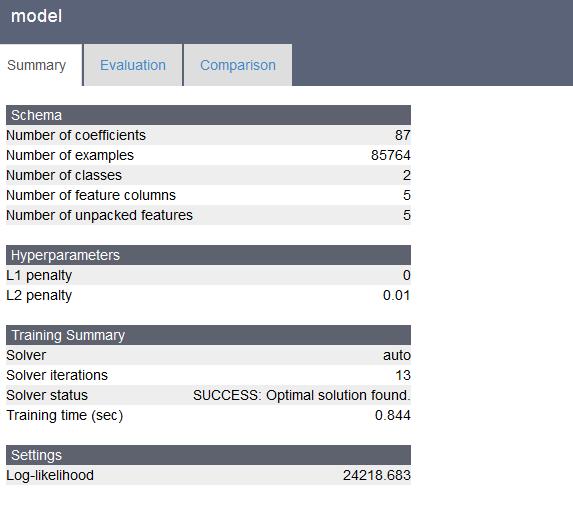 model
Summary Evaluation Comparison
Schema
Number of coefficients 87
Number of examples 85764
Number of classes 2
Number of feature columns 5
Number of unpacked features 5
Hyperparameters
L1 penalty 0
L2 penalty 0.01
Training Summary
Solver auto
Solver iterations 13
Solver status SUCCESS: Optimal solution found.
Training time (sec) 0.844
Settings
Log-likelihood 24218.683